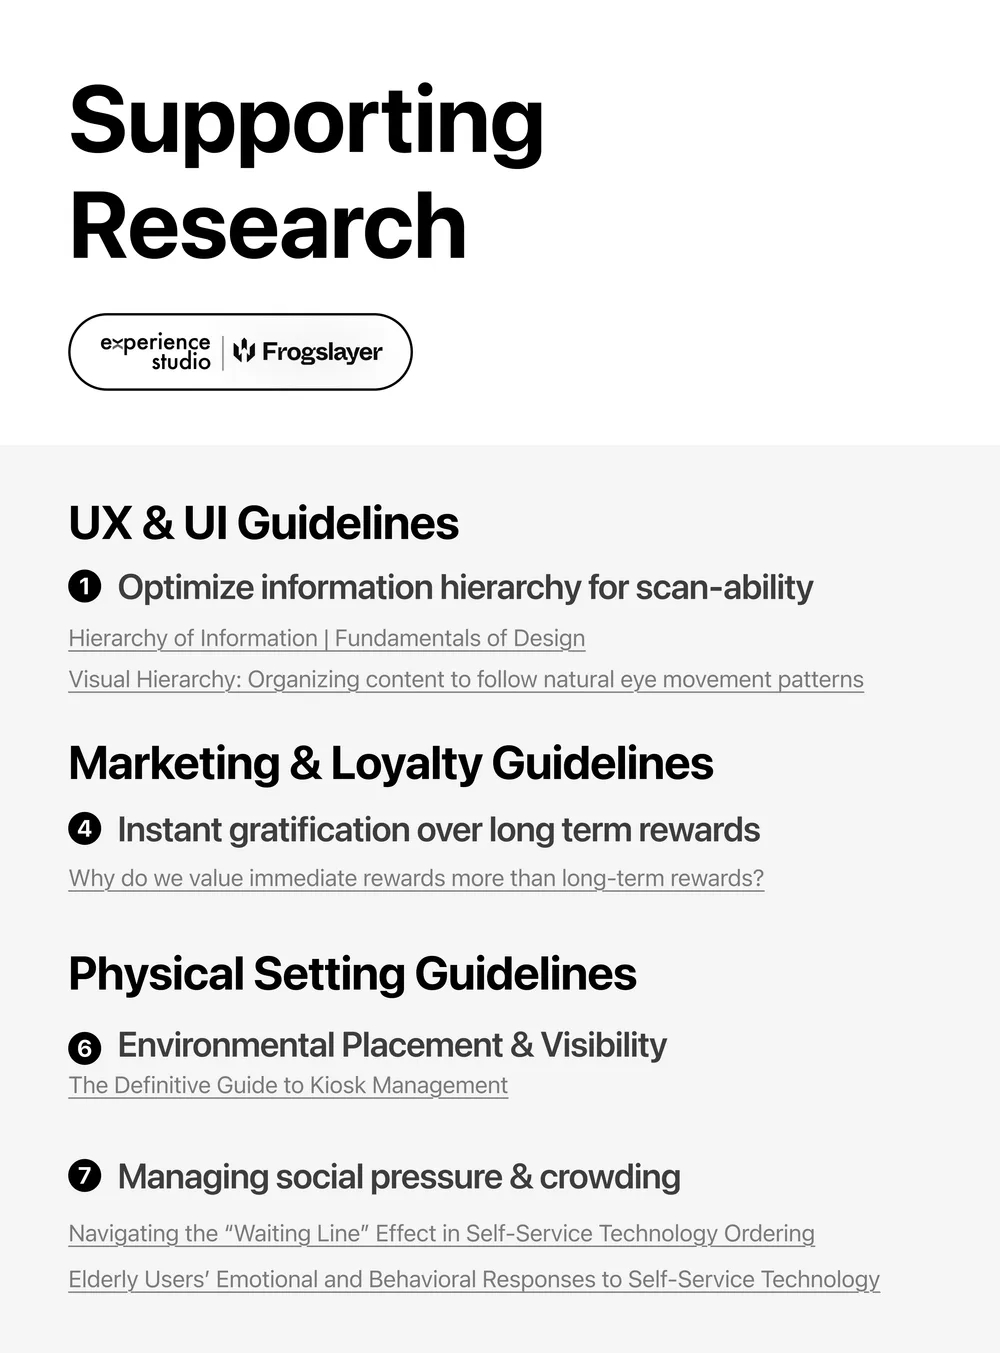 Supporting
Research
experience
studio
Frogslayer
UX & UI Guidelines
1 Optimize information hierarchy for scan-ability
Hierarchy of Information | Fundamentals of Design
Visual Hierarchy: Organizing content to follow natural eye movement patterns
Marketing & Loyalty Guidelines
4 Instant gratification over long term rewards
Why do we value immediate rewards more than long-term rewards?
Physical Setting Guidelines
6 Environmental Placement & Visibility
The Definitive Guide to Kiosk Management
7 Managing social pressure & crowding
Navigating the “Waiting Line” Effect in Self-Service Technology Ordering
Elderly Users’ Emotional and Behavioral Responses to Self-Service Technology